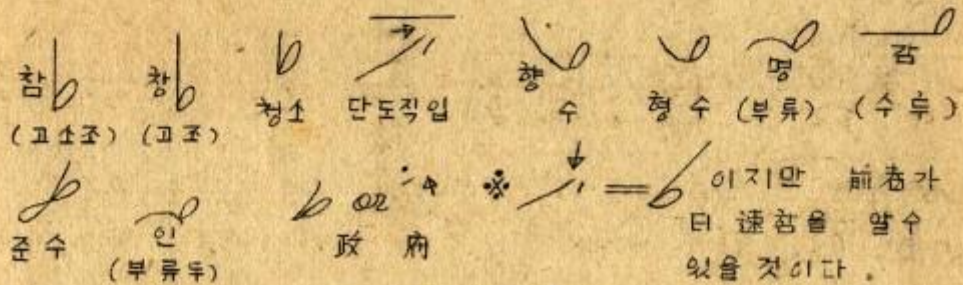 참 창 향 명 감
청소 단도직입 수 형수 (부류) (수두)
(고소조) (고조)
이지만 前者가
준수 인 政府 더 速함을 알수
(부류두) 있을 것이다.
b or
※ =